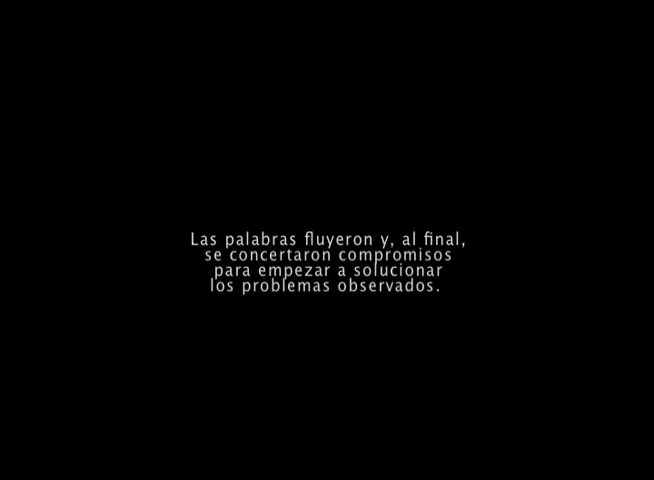 Las palabras fluyeron y, al final,
se concertaron compromisos
para empezar a solucionar
los problemas observados.